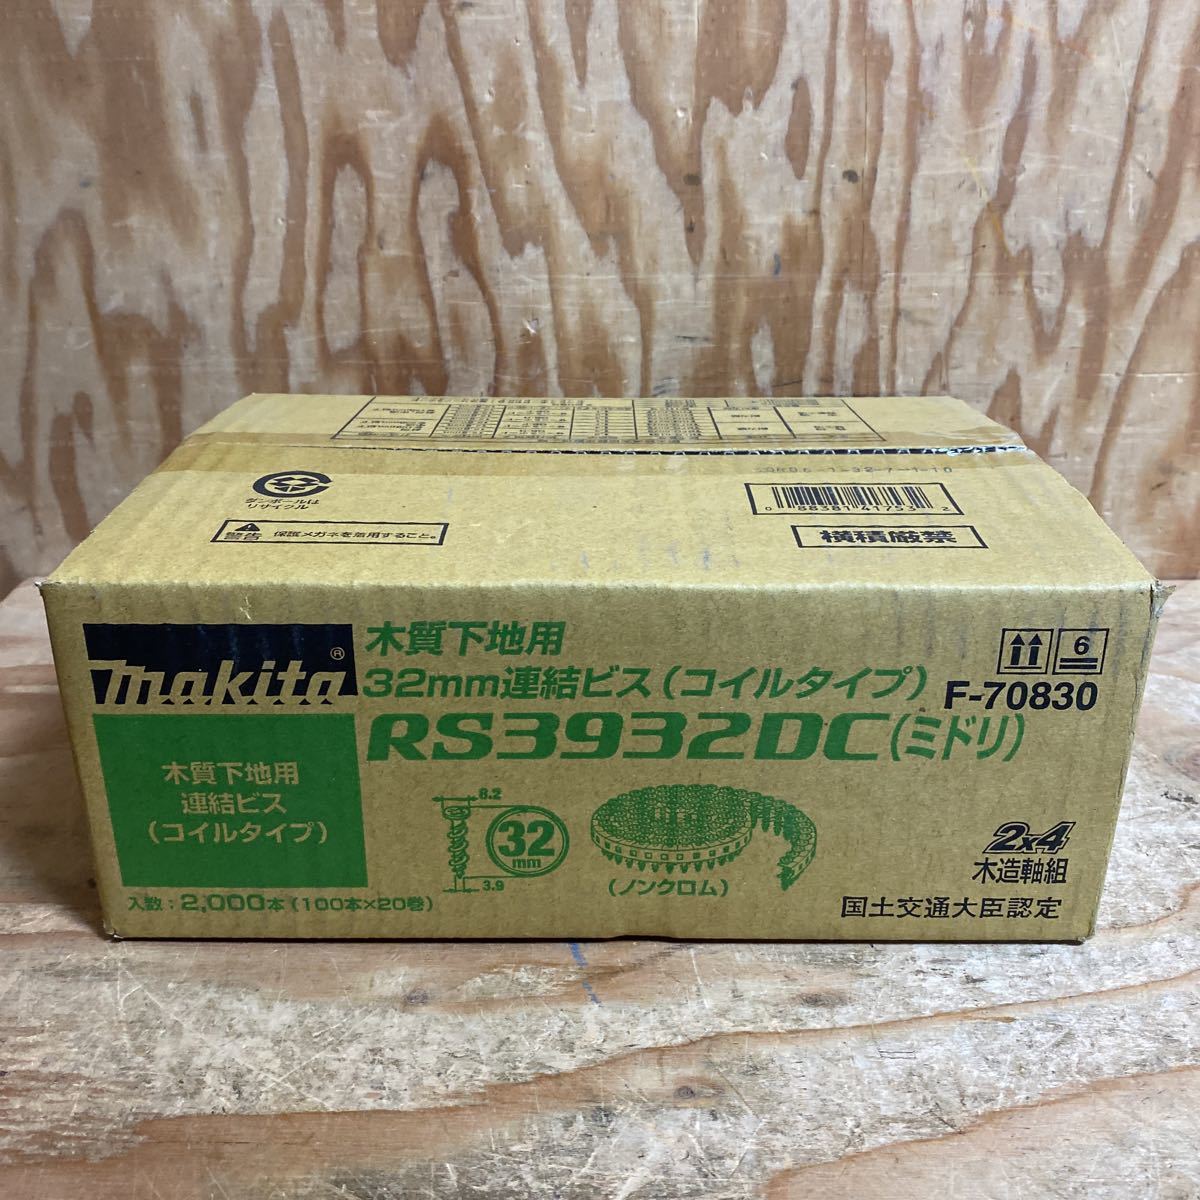 ダンボールは
リサイクル
警告 保護メガネを着用すること。
0 88381 41753 2
横積厳禁
makita®
木質下地用
32mm連結ビス(コイルタイプ)
F-70830
RS3932DC(ミドリ)
6
木質下地用
連結ビス
(コイルタイプ)
8.2
32
mm
3.9
(ノンクロム)
2x4
木造軸組
入数:2,000本(100本×20巻)
国土交通大臣認定